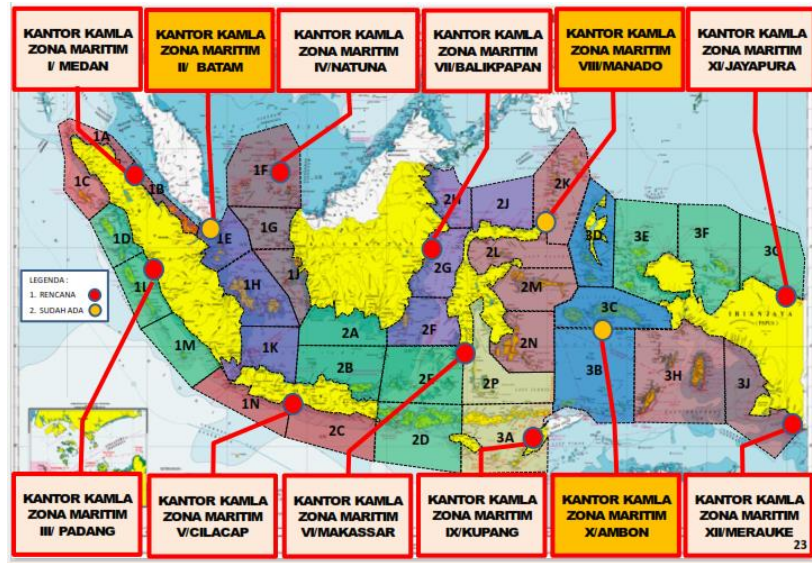 KANTOR KAMLA
ZONA MARITIM
I/ MEDAN
KANTOR KAMLA
ZONA MARITIM
II/ BATAM
KANTOR KAMLA
ZONA MARITIM
IV/NATUNA
KANTOR KAMLA
ZONA MARITIM
VII/BALIKPAPAN
KANTOR KAMLA
ZONA MARITIM
VIII/MANADO
KANTOR KAMLA
ZONA MARITIM
XI/JAYAPURA
1A
1B
1C
1F
2K
1D
1E
1G
2J
3D
3E
3F
3G
2L
2G
LEGENDA :
1. RENCANA
2. SUDAH ADA
1I
1H
1J
2M
3C
IRIAN JAYA
(PAPUA)
1M
1K
2A
2F
2N
2B
2E
2P
3B
3H
3J
1N
2C
2D
3A
KANTOR KAMLA
ZONA MARITIM
III/ PADANG
KANTOR KAMLA
ZONA MARITIM
V/CILACAP
KANTOR KAMLA
ZONA MARITIM
VI/MAKASSAR
KANTOR KAMLA
ZONA MARITIM
IX/KUPANG
KANTOR KAMLA
ZONA MARITIM
X/AMBON
KANTOR KAMLA
ZONA MARITIM
XII/MERAUKE
23